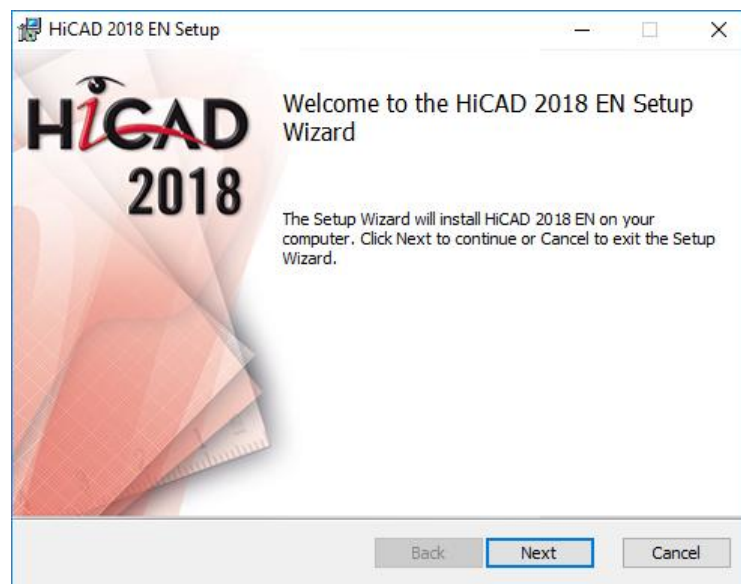 HiCAD 2018 EN Setup
HiCAD
2018
Welcome to the HiCAD 2018 EN Setup
Wizard
The Setup Wizard will install HiCAD 2018 EN on your
computer. Click Next to continue or Cancel to exit the Setup
Wizard.
Back
Next
Cancel